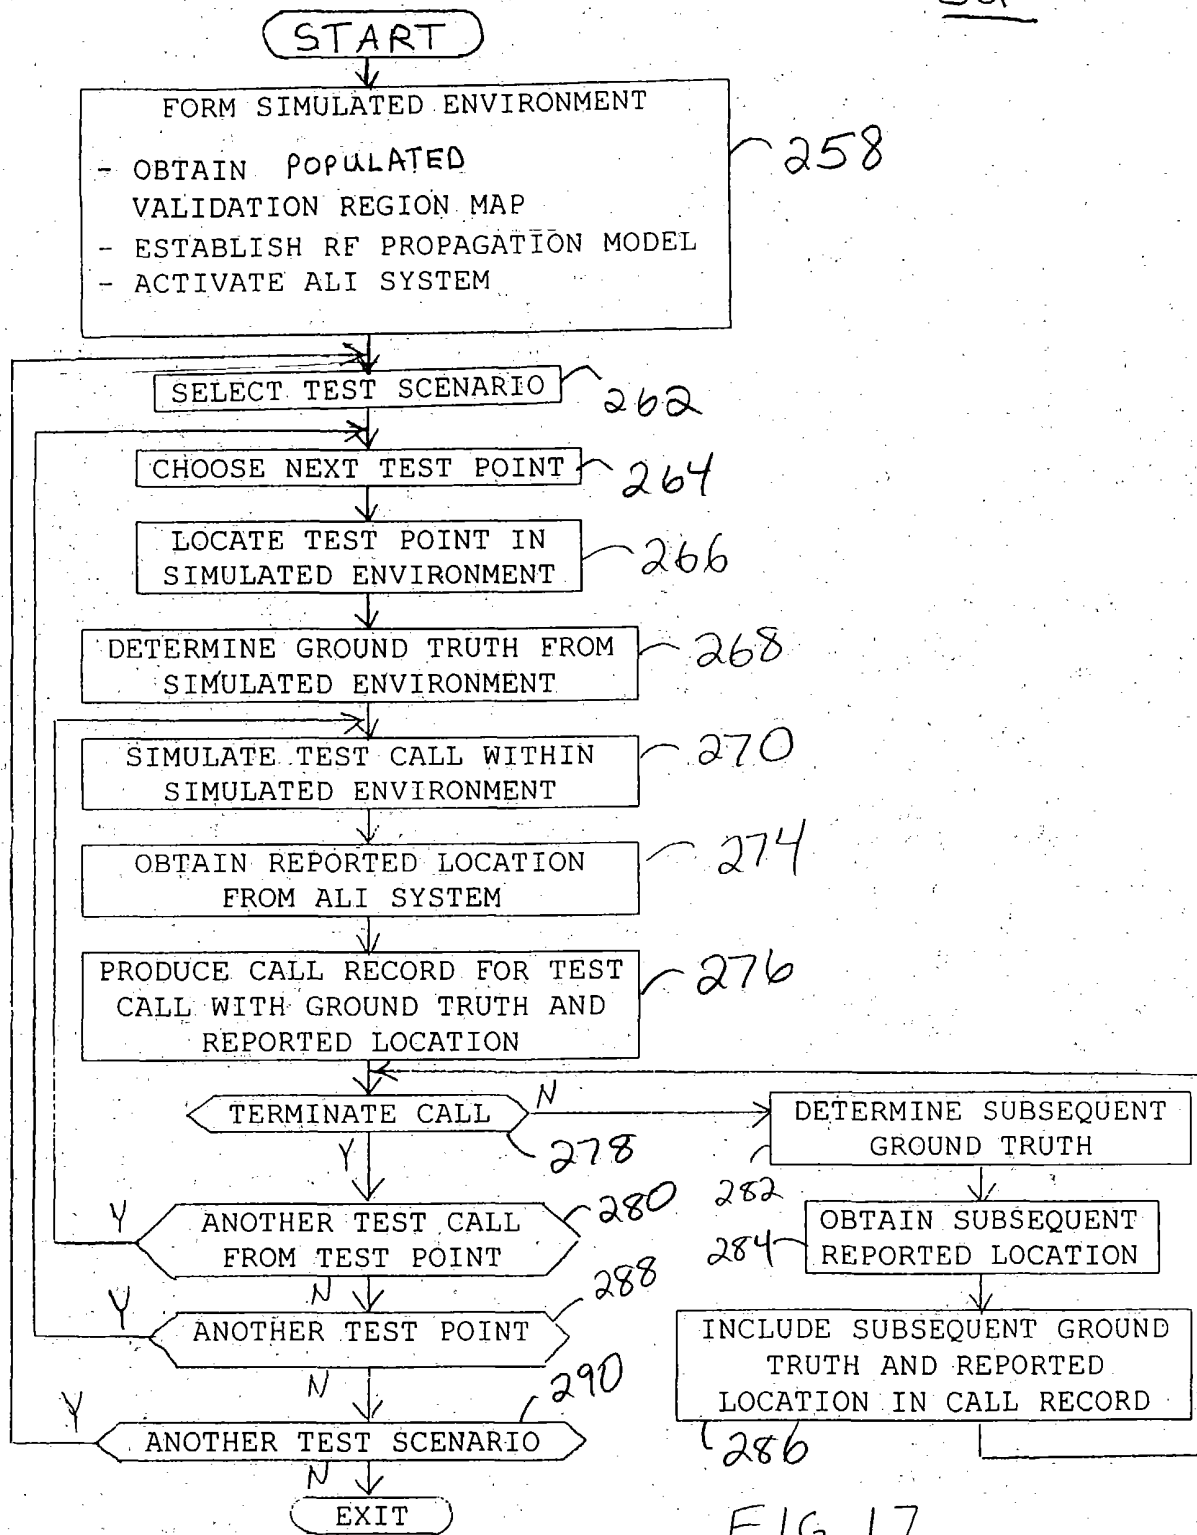 START
FORM SIMULATED ENVIRONMENT
- OBTAIN POPULATED
VALIDATION REGION MAP
- ESTABLISH RF PROPAGATION MODEL
- ACTIVATE ALI SYSTEM
258
SELECT TEST SCENARIO
262
CHOOSE NEXT TEST POINT
264
LOCATE TEST POINT IN
SIMULATED ENVIRONMENT
266
DETERMINE GROUND TRUTH FROM
SIMULATED ENVIRONMENT
268
SIMULATE TEST CALL WITHIN
SIMULATED ENVIRONMENT
270
OBTAIN REPORTED LOCATION
FROM ALI SYSTEM
274
PRODUCE CALL RECORD FOR TEST
CALL WITH GROUND TRUTH AND
REPORTED LOCATION
276
TERMINATE CALL
N
Y
278
DETERMINE SUBSEQUENT
GROUND TRUTH
282
ANOTHER TEST CALL
FROM TEST POINT
Y
N
280
OBTAIN SUBSEQUENT
REPORTED LOCATION
284
ANOTHER TEST POINT
Y
N
288
INCLUDE SUBSEQUENT GROUND
TRUTH AND REPORTED
LOCATION IN CALL RECORD
286
ANOTHER TEST SCENARIO
Y
N
290
EXIT
FIG 17